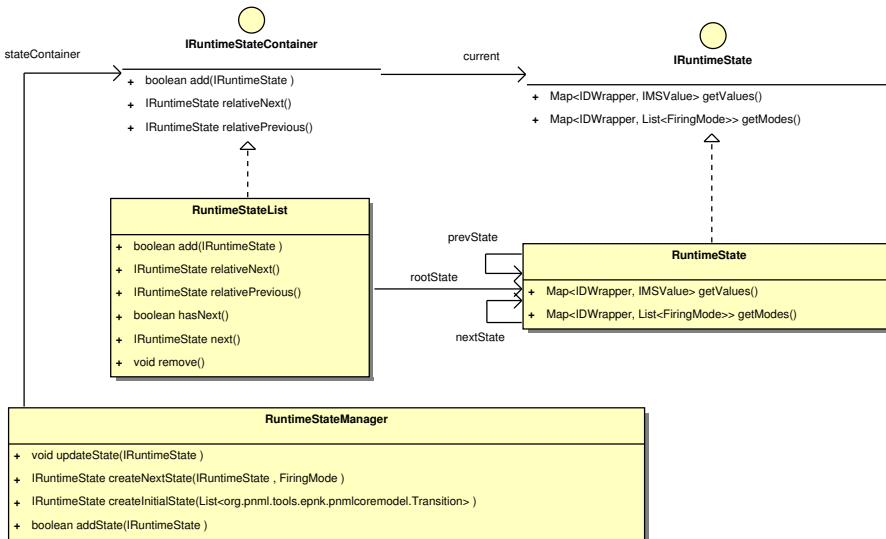 IRuntimeStateContainer
+ boolean add(IRuntimeState )
+ IRuntimeState relativeNext()
+ IRuntimeState relativePrevious()
stateContainer
current
IRuntimeState
+ Map<IDWrapper, IMSValue> getValues()
+ Map<IDWrapper, List<FiringMode>> getModes()
RuntimeStateList
+ boolean add(IRuntimeState )
+ IRuntimeState relativeNext()
+ IRuntimeState relativePrevious()
+ boolean hasNext()
+ IRuntimeState next()
+ void remove()
prevState
rootState
nextState
RuntimeState
+ Map<IDWrapper, IMSValue> getValues()
+ Map<IDWrapper, List<FiringMode>> getModes()
RuntimeStateManager
+ void updateState(IRuntimeState )
+ IRuntimeState createNextState(IRuntimeState , FiringMode )
+ IRuntimeState createInitialState(List<org.pnml.tools.epnk.pnmlcoremodel.Transition> )
+ boolean addState(IRuntimeState )